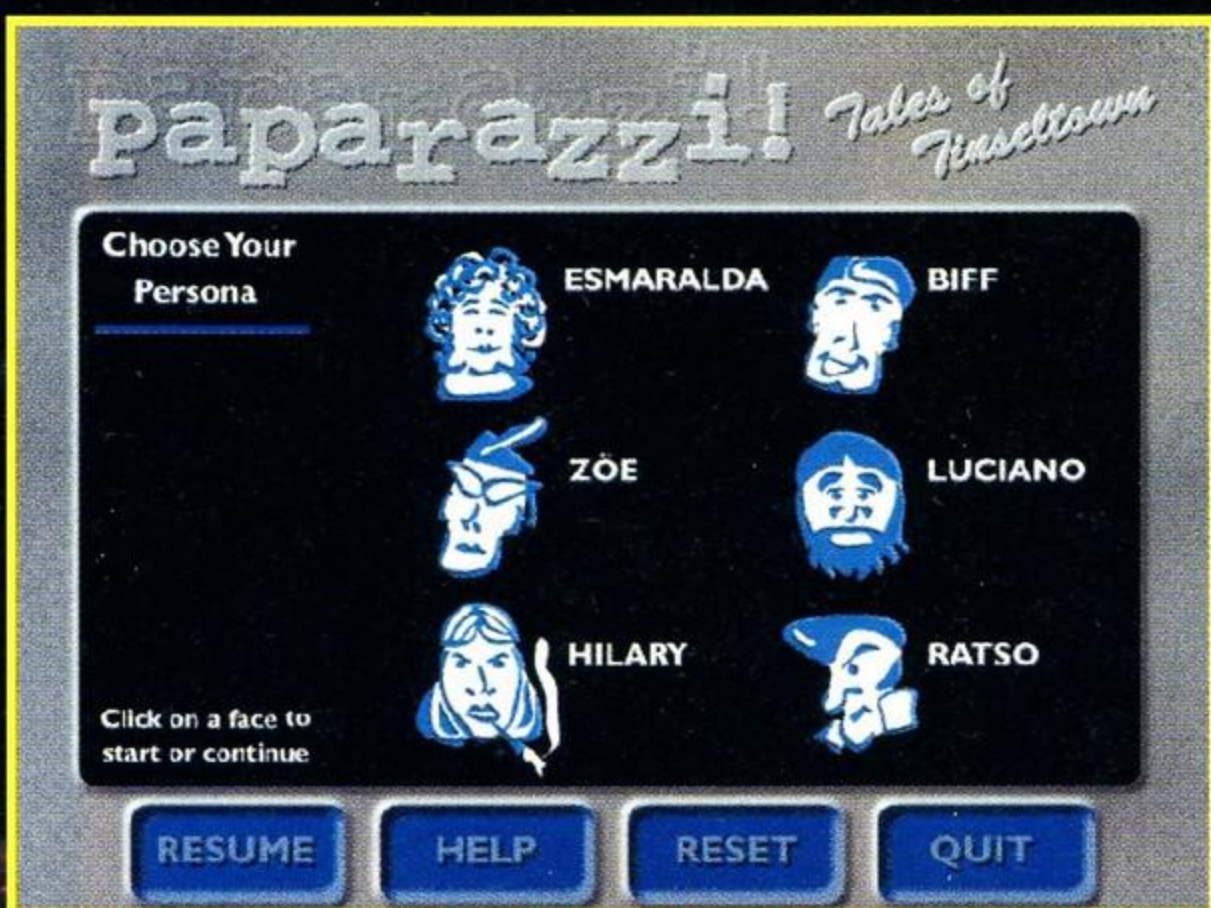 paparazzi! Tales of
Tinseltown
Choose Your
Persona
ESMARALDA
BIFF
ZÖE
LUCIANO
HILARY
RATSO
Click on a face to
start or continue
RESUME
HELP
RESET
QUIT